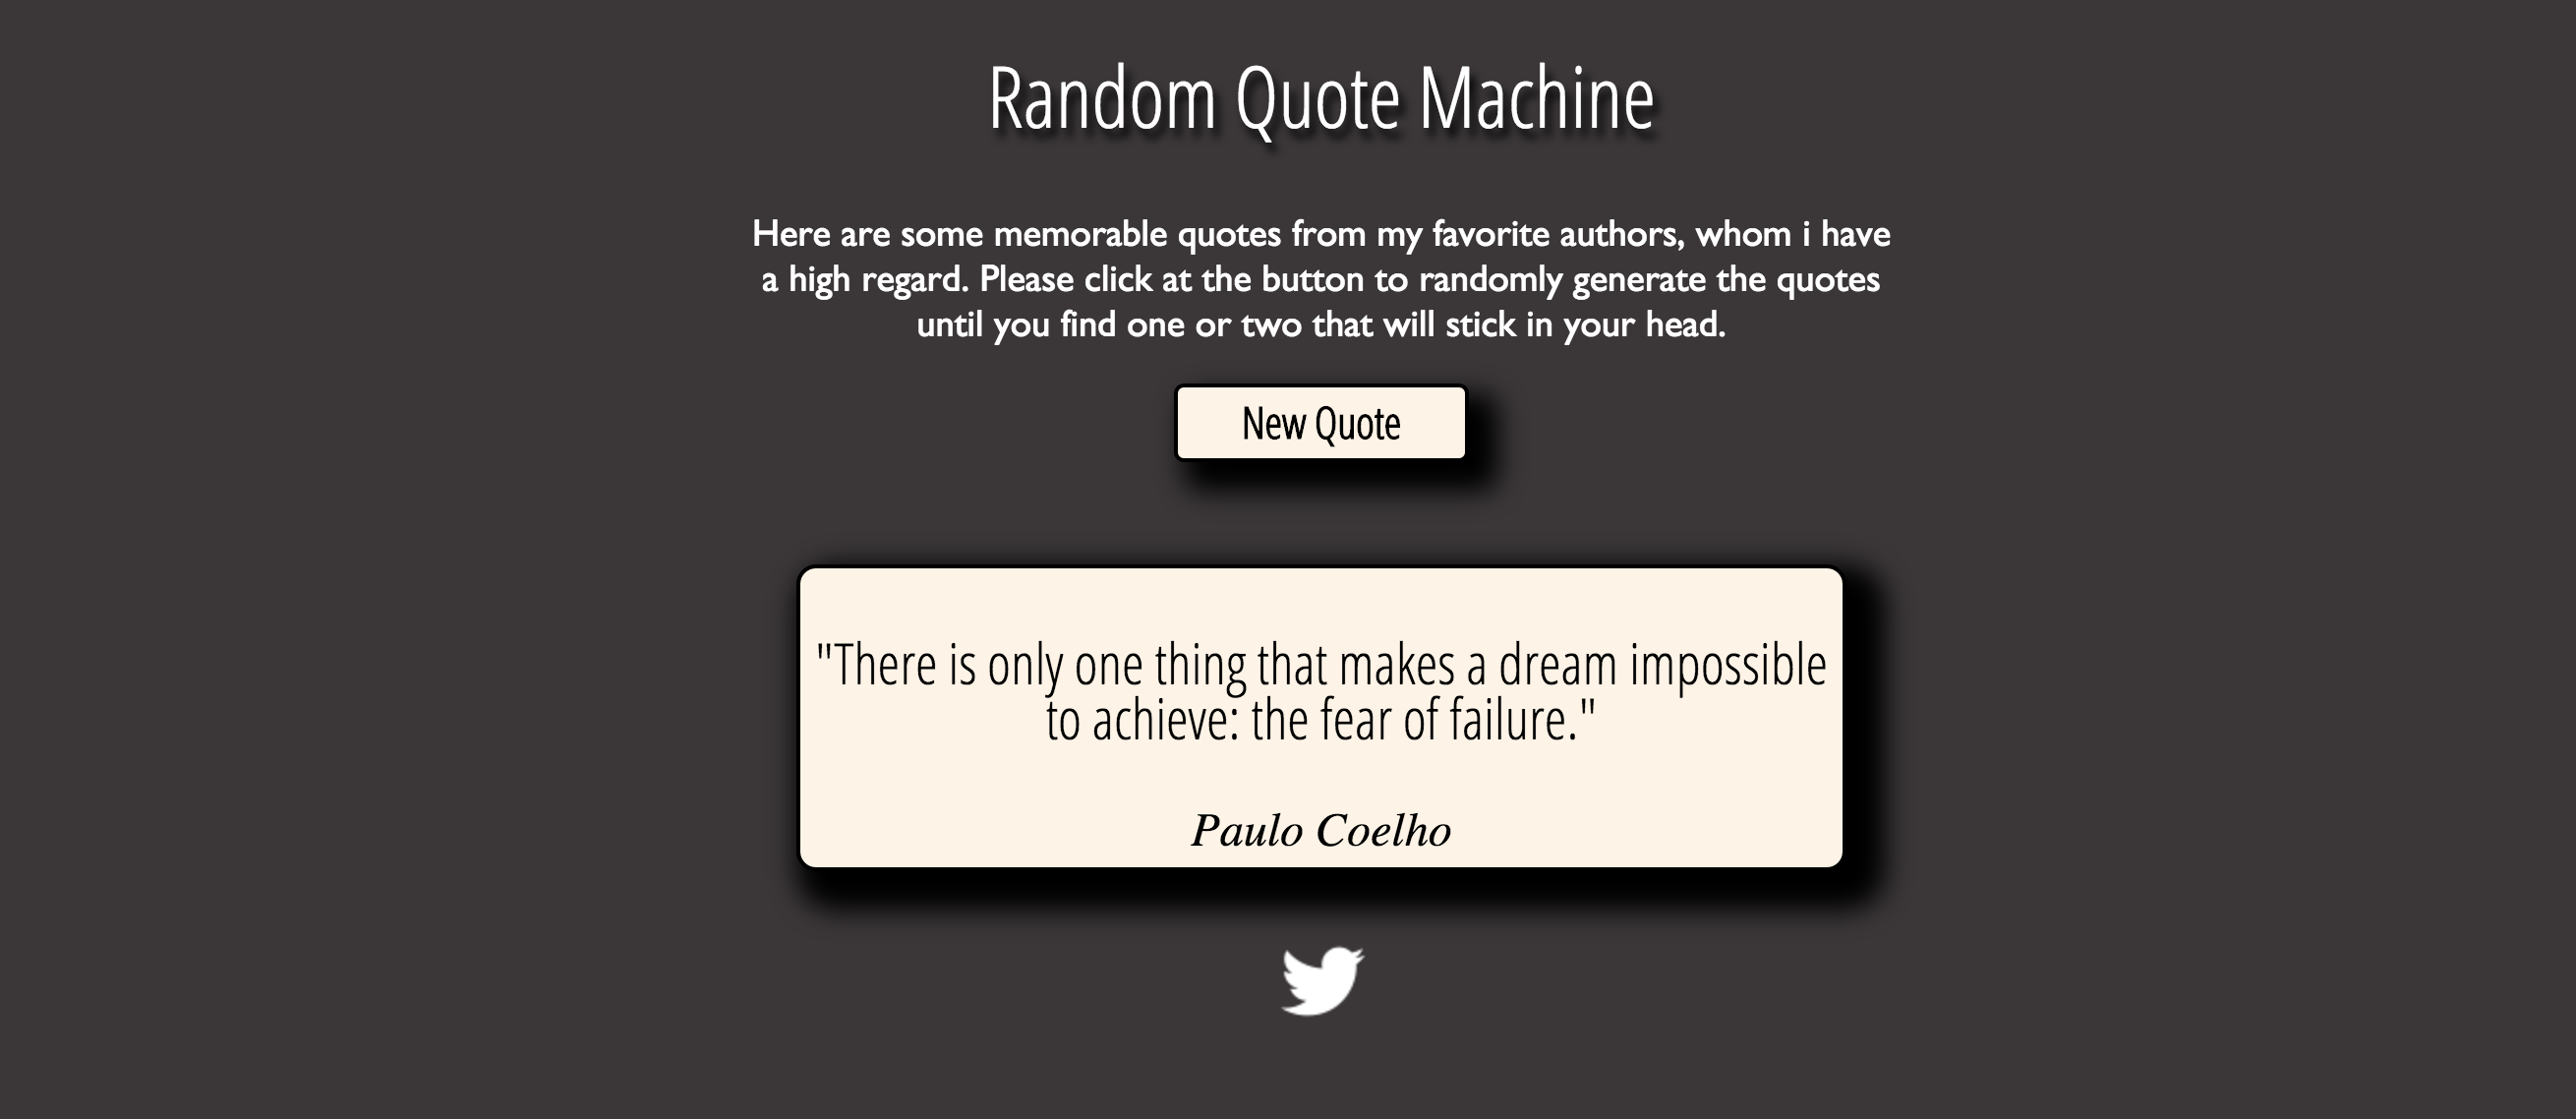 Random Quote Machine
Here are some memorable quotes from my favorite authors, whom i have
a high regard. Please click at the button to randomly generate the quotes
until you find one or two that will stick in your head.
New Quote
"There is only one thing that makes a dream impossible
to achieve: the fear of failure."
Paulo Coelho